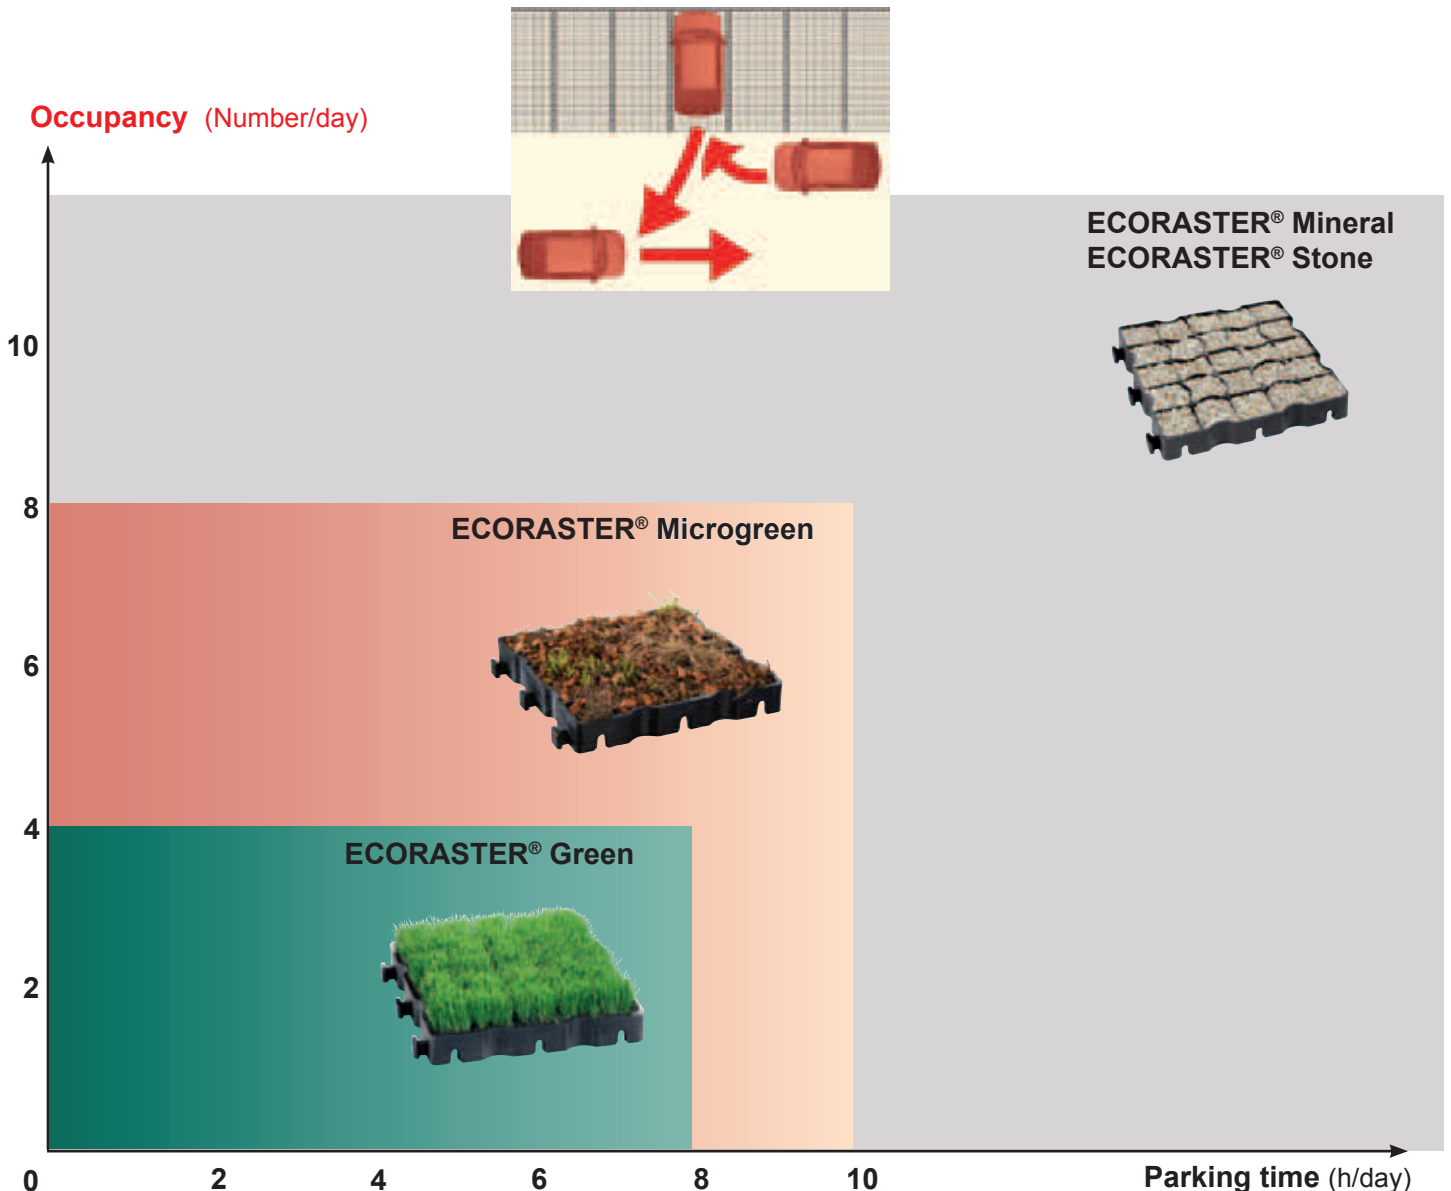 Occupancy (Number/day)
ECORASTER® Mineral
ECORASTER® Stone
10
8
ECORASTER® Microgreen
6
4
ECORASTER® Green
2
0 2 4 6 8 10 Parking time (h/day)